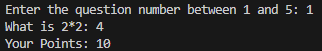 Enter the question number between 1 and 5: 1
What is 2*2: 4
Your Points: 10